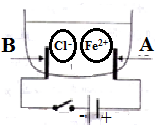 B Cl⁻ Fe²⁺ A
- +